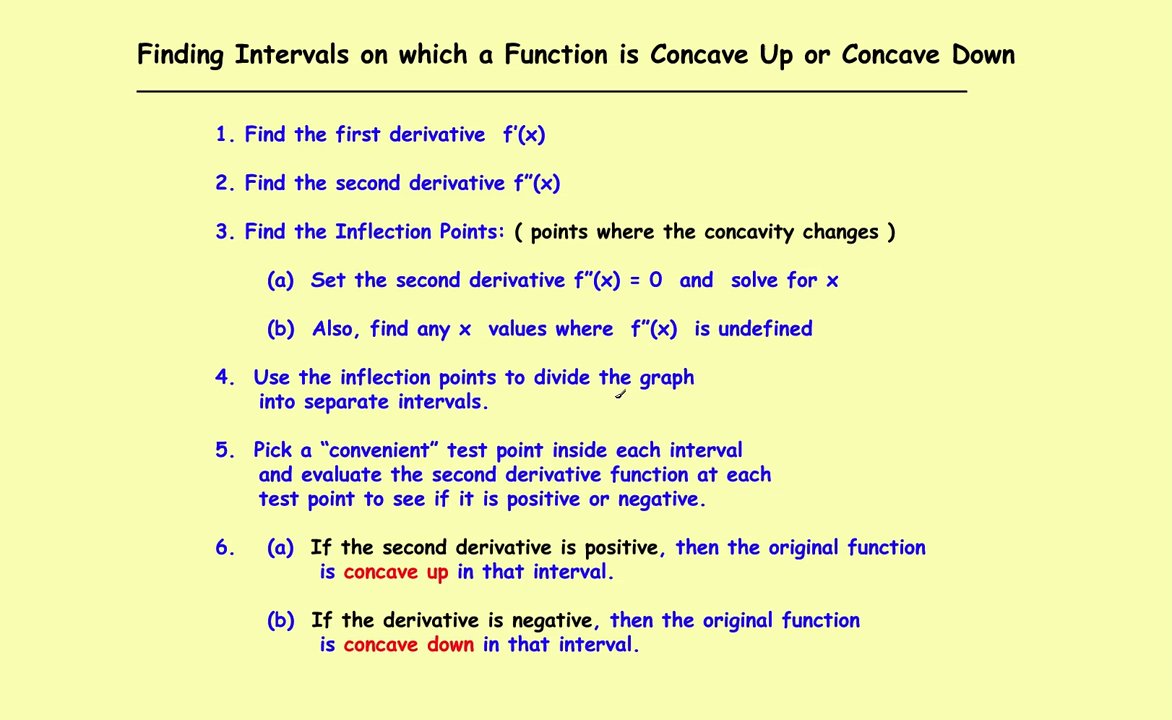 Finding Intervals on which a Function is Concave Up or Concave Down
1. Find the first derivative f'(x)
2. Find the second derivative f”(x)
3. Find the Inflection Points: ( points where the concavity changes )
(a) Set the second derivative f”(x) = 0 and solve for x
(b) Also, find any x values where f”(x) is undefined
4. Use the inflection points to divide the graph
into separate intervals.
5. Pick a “convenient” test point inside each interval
and evaluate the second derivative function at each
test point to see if it is positive or negative.
6. (a) If the second derivative is positive, then the original function
is concave up in that interval.
(b) If the derivative is negative, then the original function
is concave down in that interval.